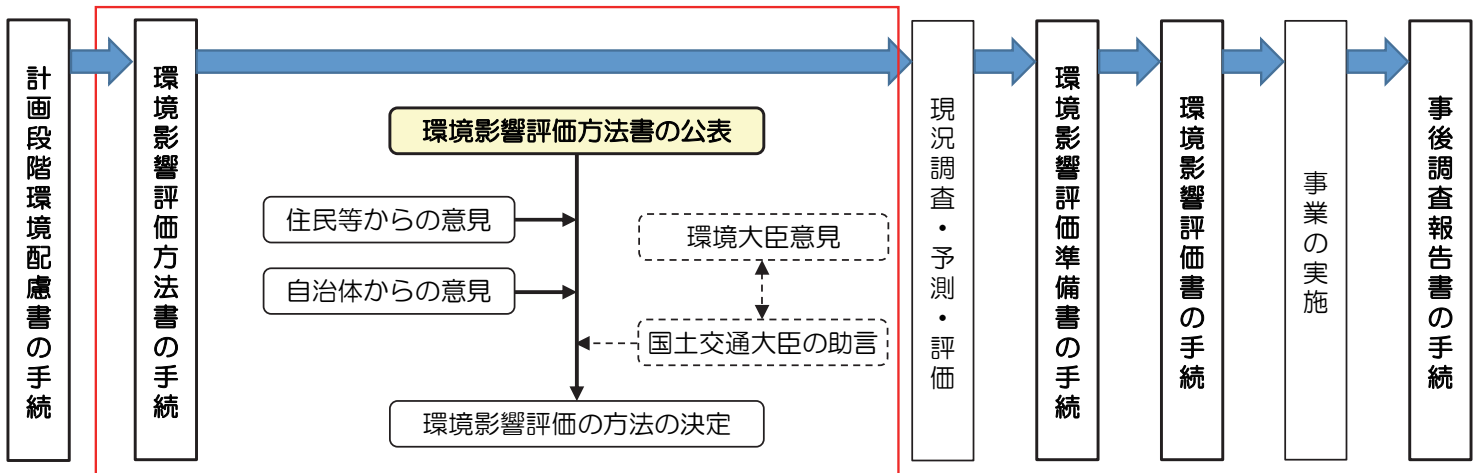 計画段階環境配慮書の手続
環境影響評価方法書の手続
環境影響評価方法書の公表
住民等からの意見
自治体からの意見
環境大臣意見
国土交通大臣の助言
環境影響評価の方法の決定
現況調査・予測・評価
環境影響評価準備書の手続
環境影響評価書の手続
事業の実施
事後調査報告書の手続